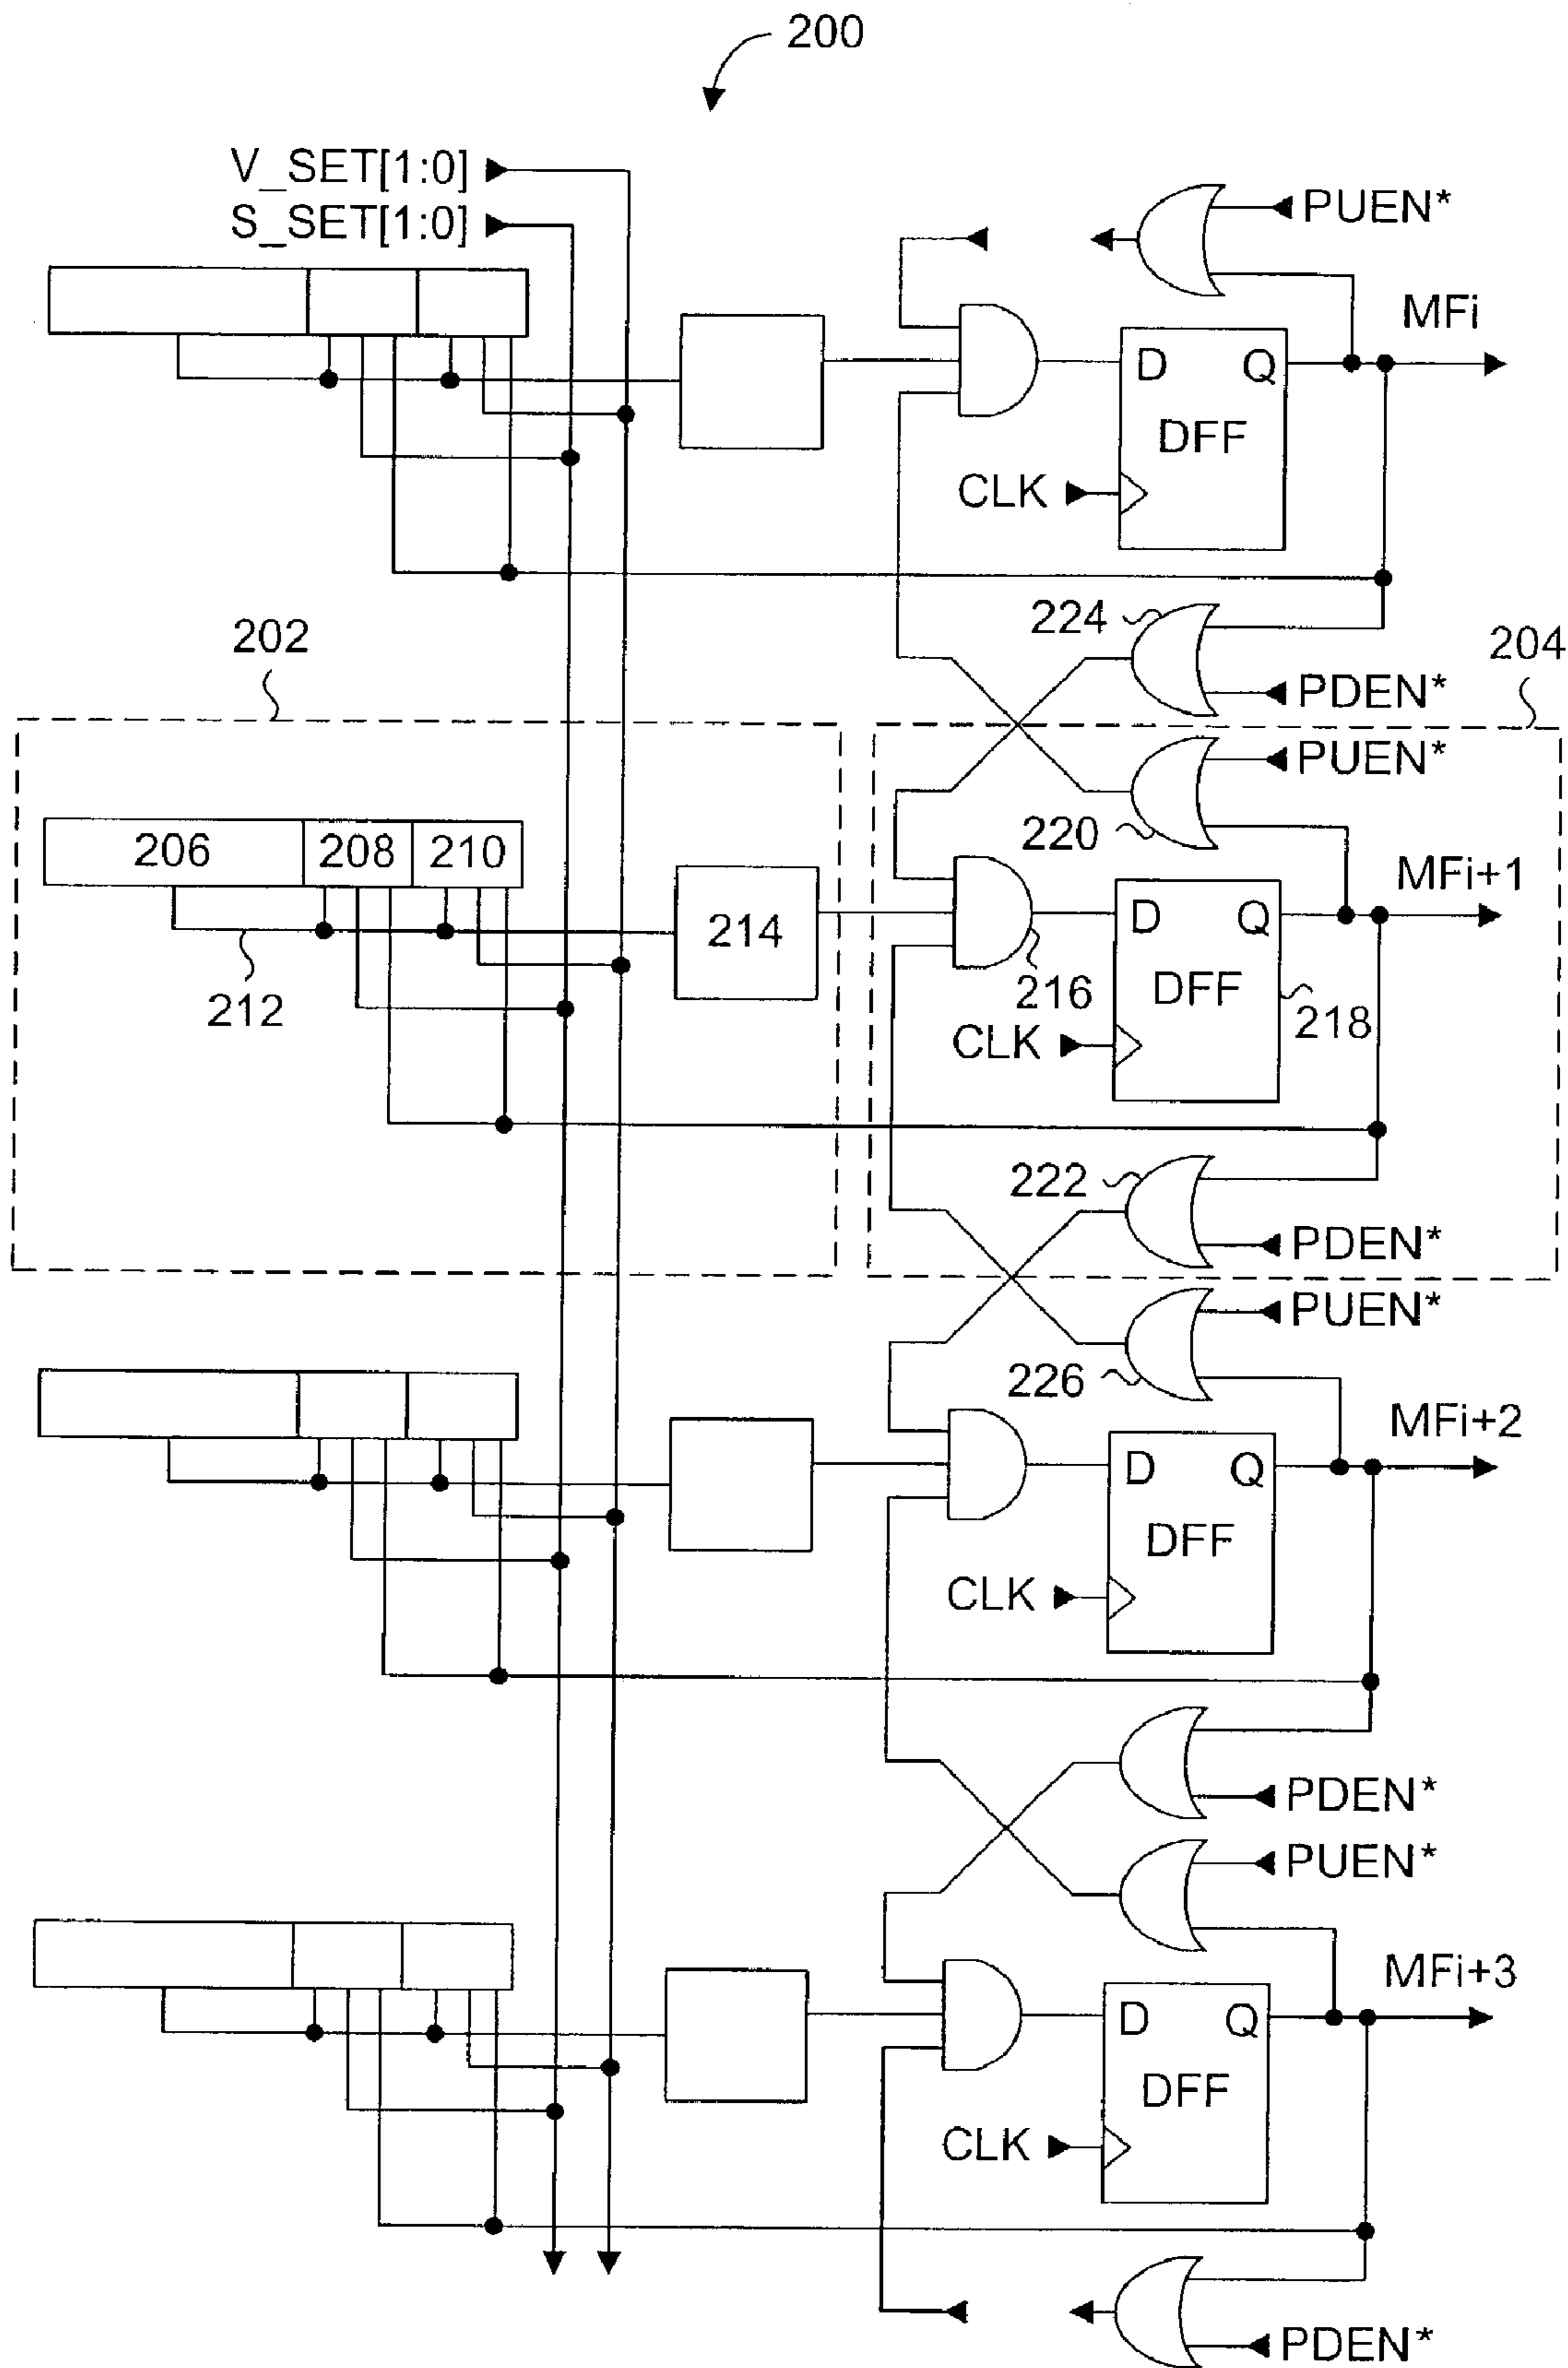 200
V_SET[1:0]
S_SET[1:0]
PUEN*
MFi
D Q
DFF
CLK
224
PDEN*
202
204
PUEN*
220
206 208 210
214
MFi+1
D Q
DFF
212
216
218
CLK
222
PDEN*
PUEN*
226
MFi+2
D Q
DFF
CLK
PDEN*
PUEN*
MFi+3
D Q
DFF
CLK
PDEN*